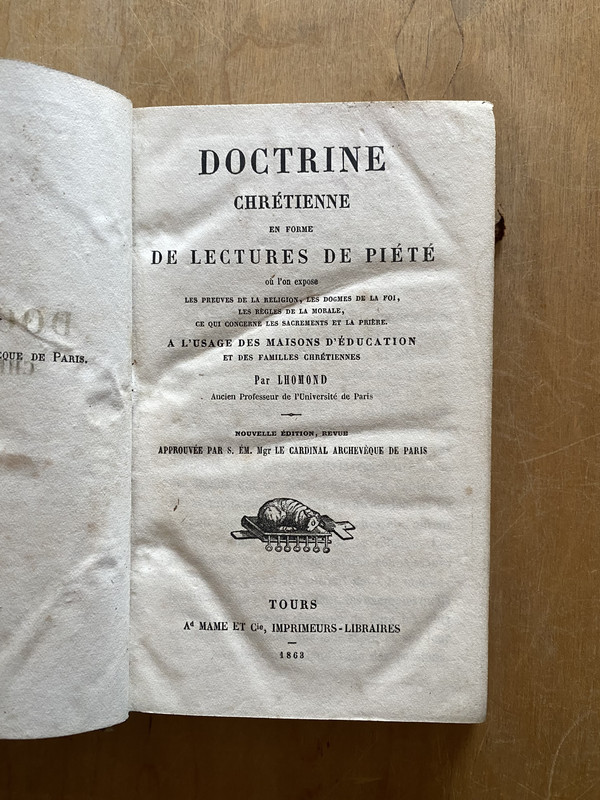 QUE DE PARIS.
DOCTRINE
CHRÉTIENNE
EN FORME
DE LECTURES DE PIÉTÉ
où l'on expose
LES PREUVES DE LA RELIGION, LES DOGMES DE LA FOI,
LES RÈGLES DE LA MORALE,
CE QUI CONCERNE LES SACREMENTS ET LA PRIÈRE.
A L'USAGE DES MAISONS D'ÉDUCATION
ET DES FAMILLES CHRÉTIENNES
Par LHOMOND
Ancien Professeur de l'Université de Paris
NOUVELLE ÉDITION, REVUE
APPROUVÉE PAR S. ÉM. Mgr LE CARDINAL ARCHEVÊQUE DE PARIS
TOURS
Ad MAME ET Cie, IMPRIMEURS-LIBRAIRES
1863